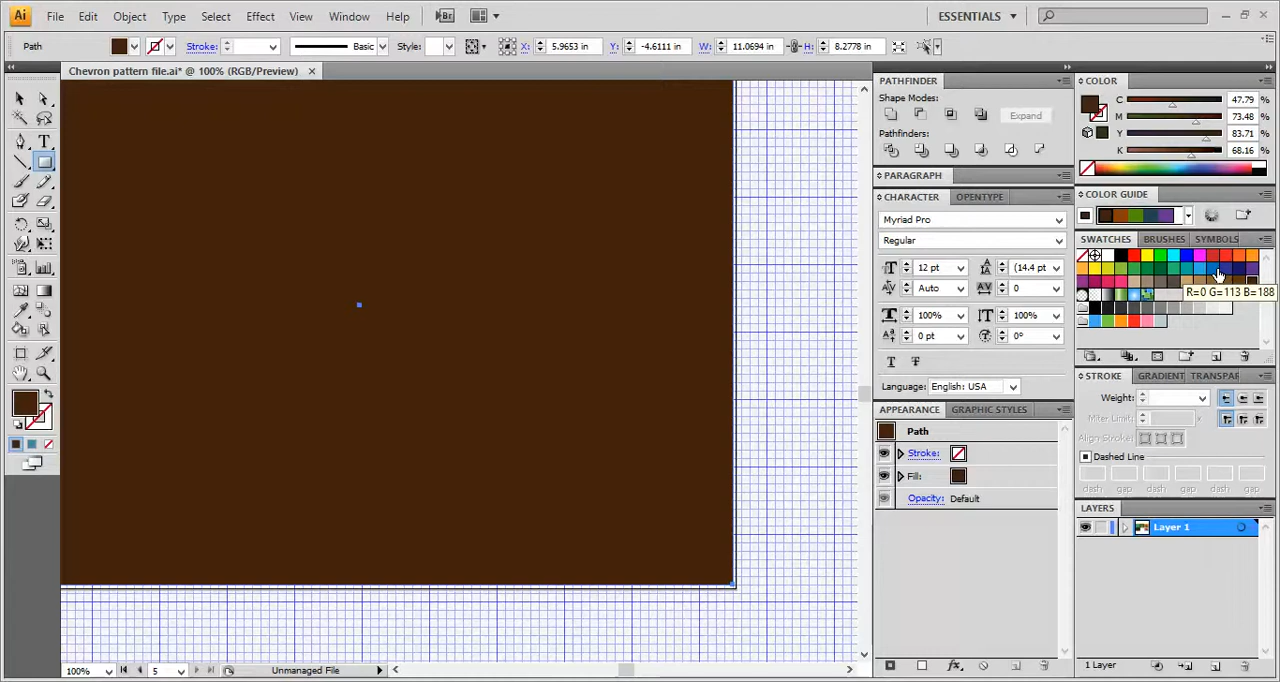 Ai File Edit Object Type Select Effect View Window Help Br ESSENTIALS
Path Stroke: Basic Style: X: 5.9653 in Y: -4.6111 in W: 11.0694 in H: 8.2778 in
Chevron pattern file.ai* @ 100% (RGB/Preview)
PATHFINDER
Shape Modes:
Expand
Pathfinders:
PARAGRAPH
CHARACTER OPENTYPE
Myriad Pro
Regular
12 pt (14.4 pt
Auto 0
100% 100%
0 pt 0°
Language: English: USA
APPEARANCE GRAPHIC STYLES
Path
Stroke:
Fill:
Opacity: Default
COLOR
C 47.79 %
M 73.48 %
Y 83.71 %
K 68.16 %
COLOR GUIDE
SWATCHES BRUSHES SYMBOLS
R=0 G=113 B=188
STROKE GRADIENT TRANSPAR
Weight:
Miter Limit: x
Align Stroke:
Dashed Line
dash gap dash gap dash gap
LAYERS
Layer 1
1 Layer
100% 5 Unmanaged File